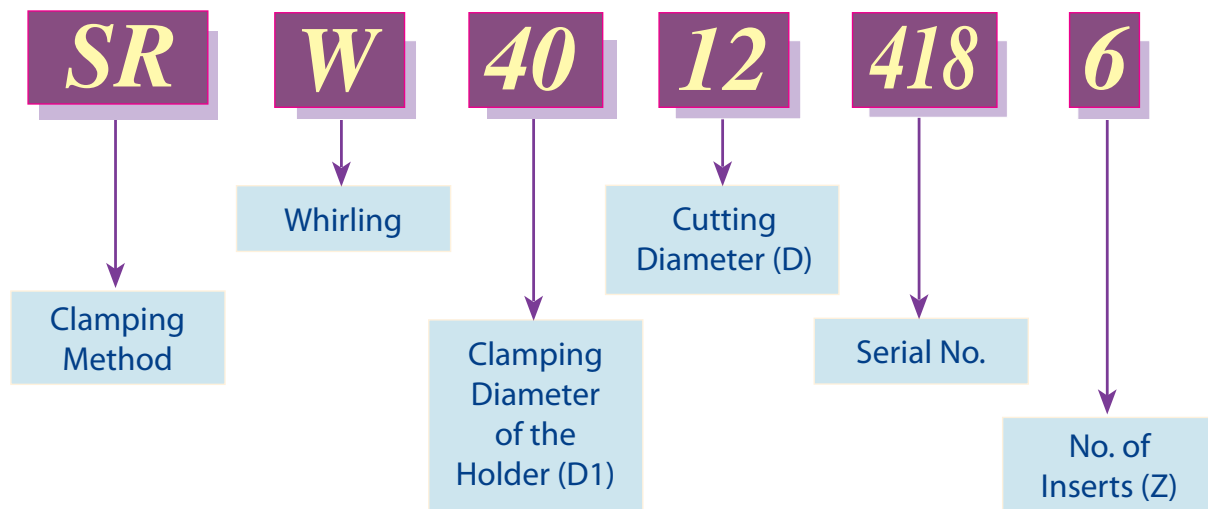 SR W 40 12 418 6
Clamping
Method
Whirling
Clamping
Diameter
of the
Holder (D1)
Cutting
Diameter (D)
Serial No.
No. of
Inserts (Z)